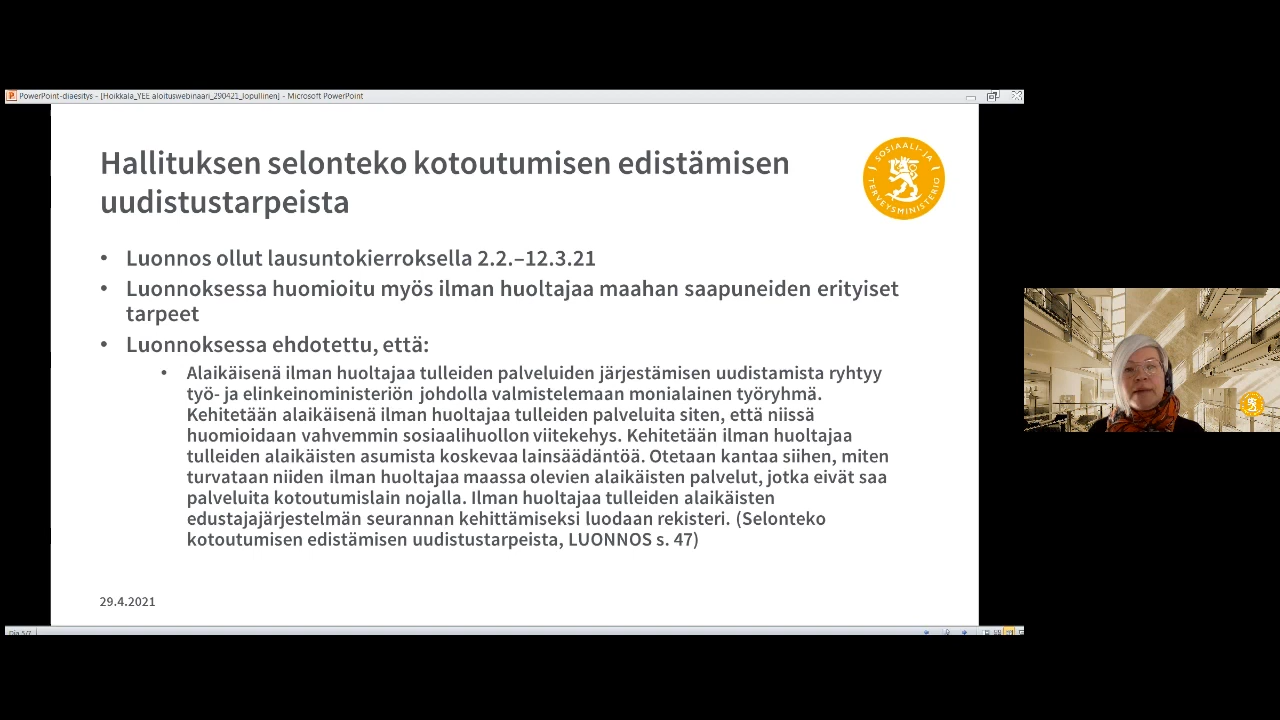 PowerPoint-diaesitys - [Hoikkala_YEE aloituswebinaari_290421_lopullinen] - Microsoft PowerPoint
Hallituksen selonteko kotoutumisen edistämisen
uudistustarpeista
SOSIAALI- JA
TERVEYSMINISTERIÖ
• Luonnos ollut lausuntokierroksella 2.2.–12.3.21
• Luonnoksessa huomioitu myös ilman huoltajaa maahan saapuneiden erityiset
tarpeet
• Luonnoksessa ehdotettu, että:
• Alaikäisenä ilman huoltajaa tulleiden palveluiden järjestämisen uudistamista ryhtyy
työ- ja elinkeinoministeriön johdolla valmistelemaan monialainen työryhmä.
Kehitetään alaikäisenä ilman huoltajaa tulleiden palveluita siten, että niissä
huomioidaan vahvemmin sosiaalihuollon viitekehys. Kehitetään ilman huoltajaa
tulleiden alaikäisten asumista koskevaa lainsäädäntöä. Otetaan kantaa siihen, miten
turvataan niiden ilman huoltajaa maassa olevien alaikäisten palvelut, jotka eivät saa
palveluita kotoutumislain nojalla. Ilman huoltajaa tulleiden alaikäisten
edustajajärjestelmän seurannan kehittämiseksi luodaan rekisteri. (Selonteko
kotoutumisen edistämisen uudistustarpeista, LUONNOS s. 47)
29.4.2021
Dia 5/7